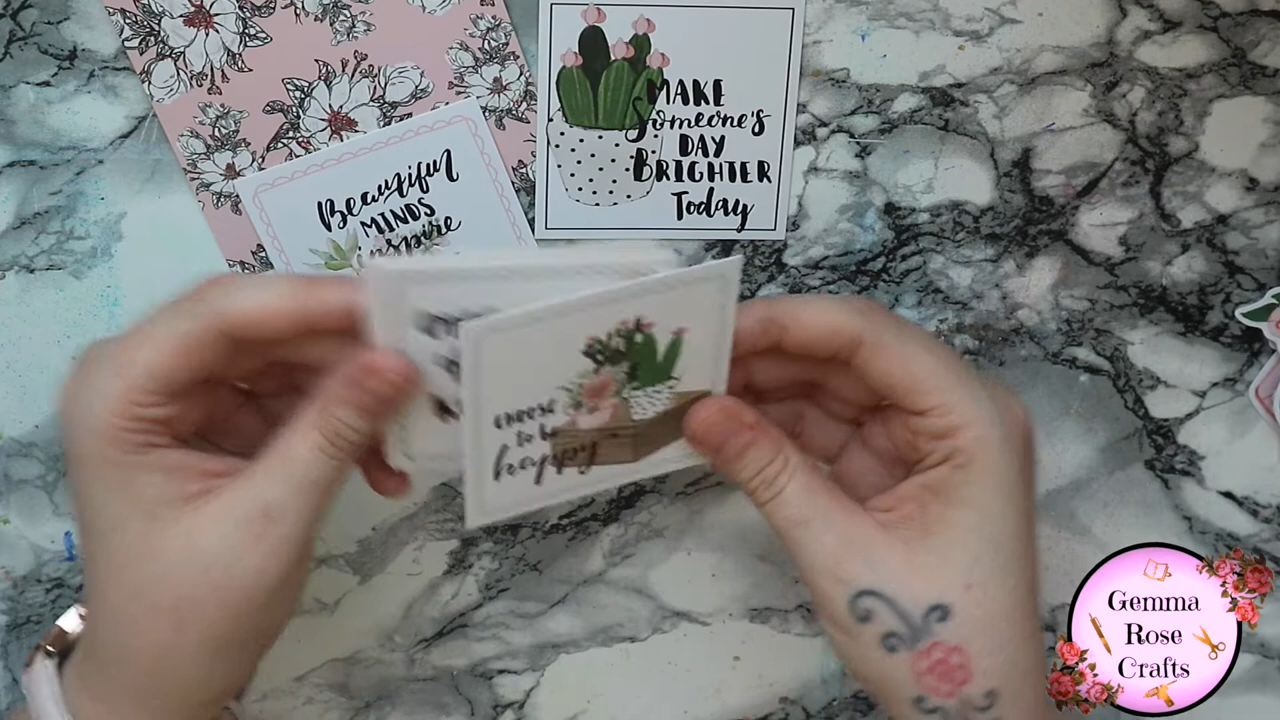 MAKE
Someone's
DAY
BRIGHTER
Today
Beautiful
MINDS
inspire
choose
to be
happy
Gemma
Rose
Crafts